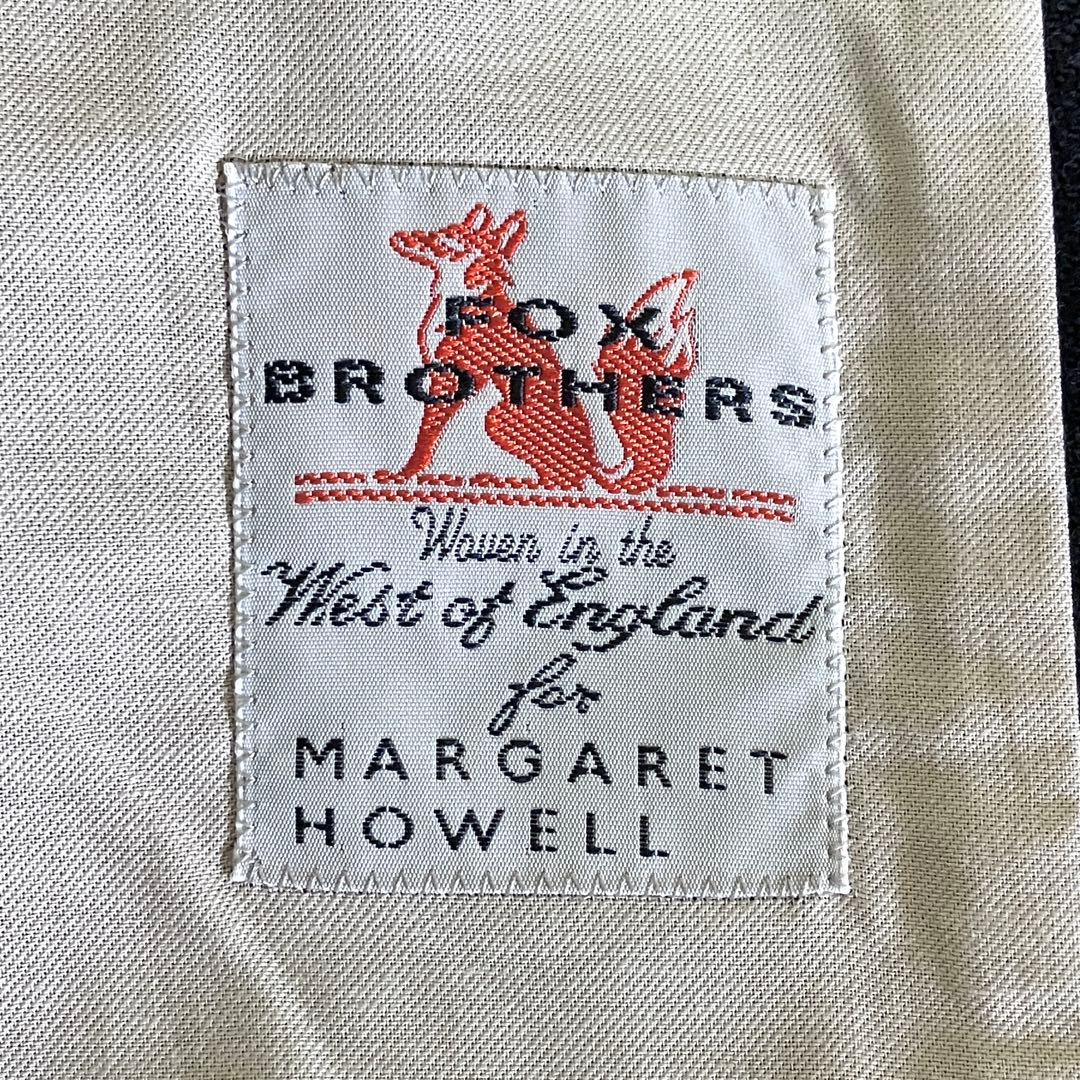 FOX
BROTHERS
Woven in the
West of England
for
MARGARET
HOWELL